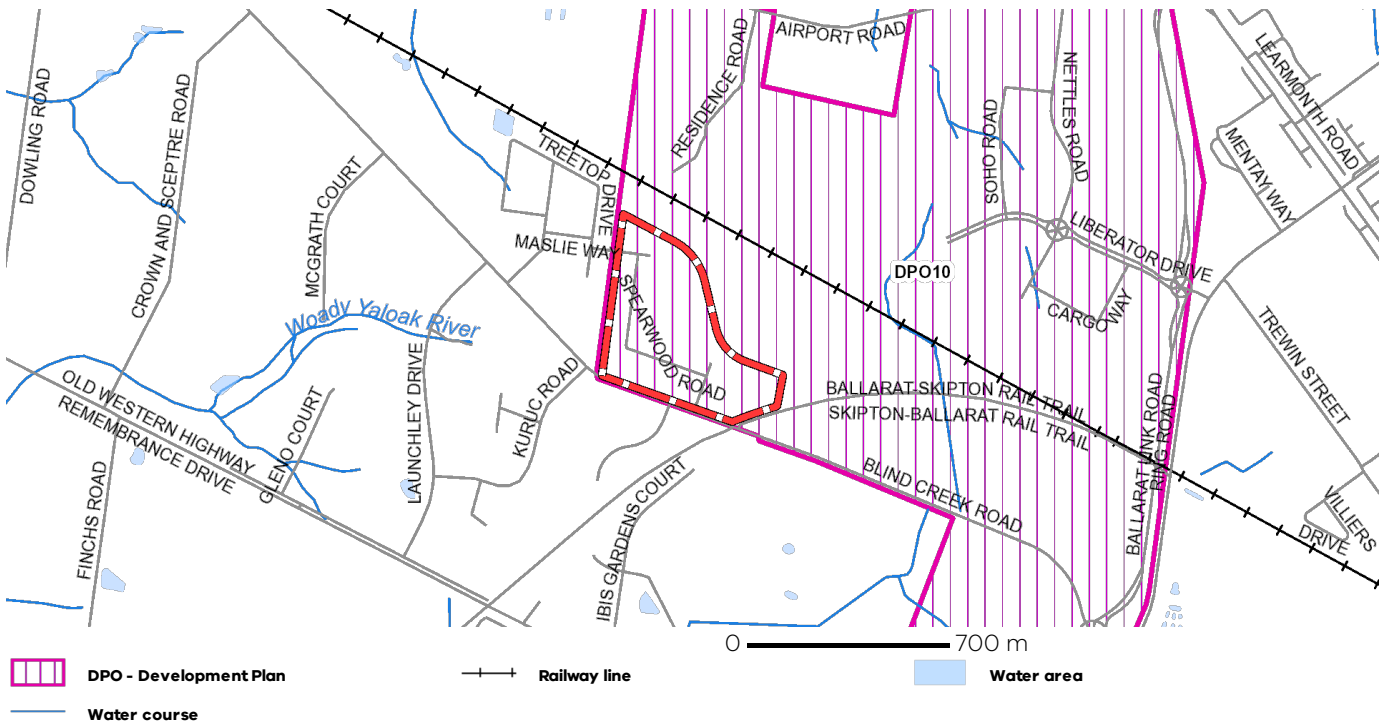 AIRPORT ROAD
LEARMONTH ROAD
DOWLING ROAD
CROWN AND SCEPTRE ROAD
RESIDENCE ROAD
NETTLES ROAD
SOHO ROAD
MENTAY WAY
TREETOP DRIVE
MCGRATH COURT
MASLIE WAY
LIBERATOR DRIVE
DPO10
SPEARWOOD ROAD
CARGO WAY
Woady Yaloak River
TREWIN STREET
LAUNCHLEY DRIVE
KURUC ROAD
OLD WESTERN HIGHWAY
REMEMBRANCE DRIVE
GLENO COURT
BALLARAT-SKIPTON RAIL TRAIL
SKIPTON-BALLARAT RAIL TRAIL
BALLARAT LINK ROAD
RING ROAD
FINCHS ROAD
IBIS GARDENS COURT
BLIND CREEK ROAD
VILLIERS
DRIVE
0 700 m
DPO - Development Plan
Railway line
Water area
Water course